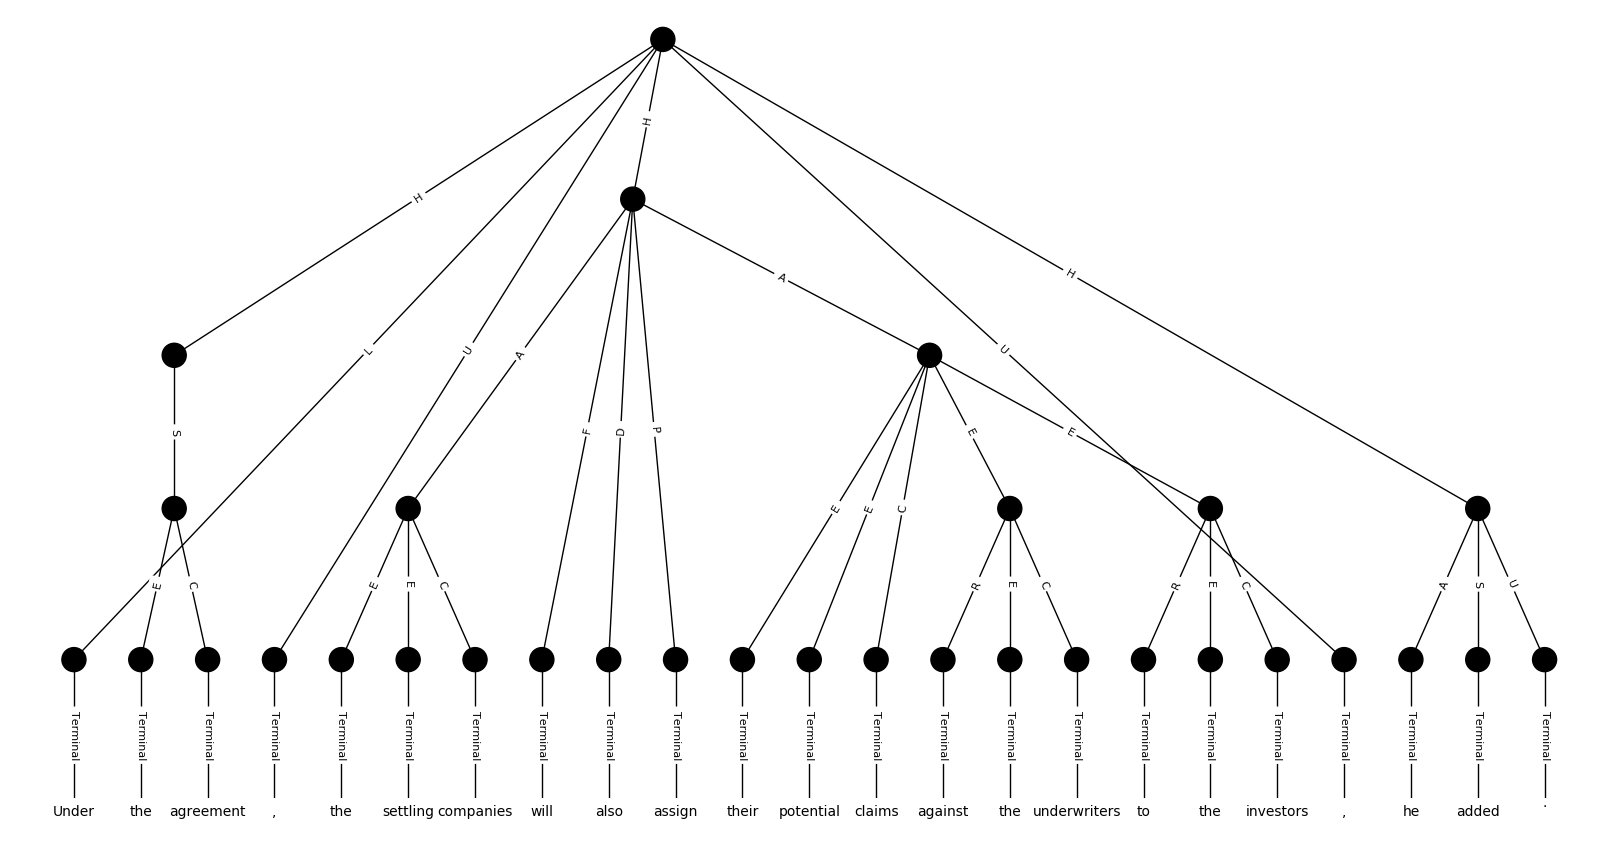 H
H
H
L
U
A
A
U
S
F
D
P
E
E
E
C
E
E
C
E
E
C
R
E
C
R
E
C
A
S
U
Terminal Terminal Terminal Terminal Terminal Terminal Terminal Terminal Terminal Terminal Terminal Terminal Terminal Terminal Terminal Terminal Terminal Terminal Terminal Terminal Terminal Terminal Terminal
Under the agreement , the settling companies will also assign their potential claims against the underwriters to the investors , he added .